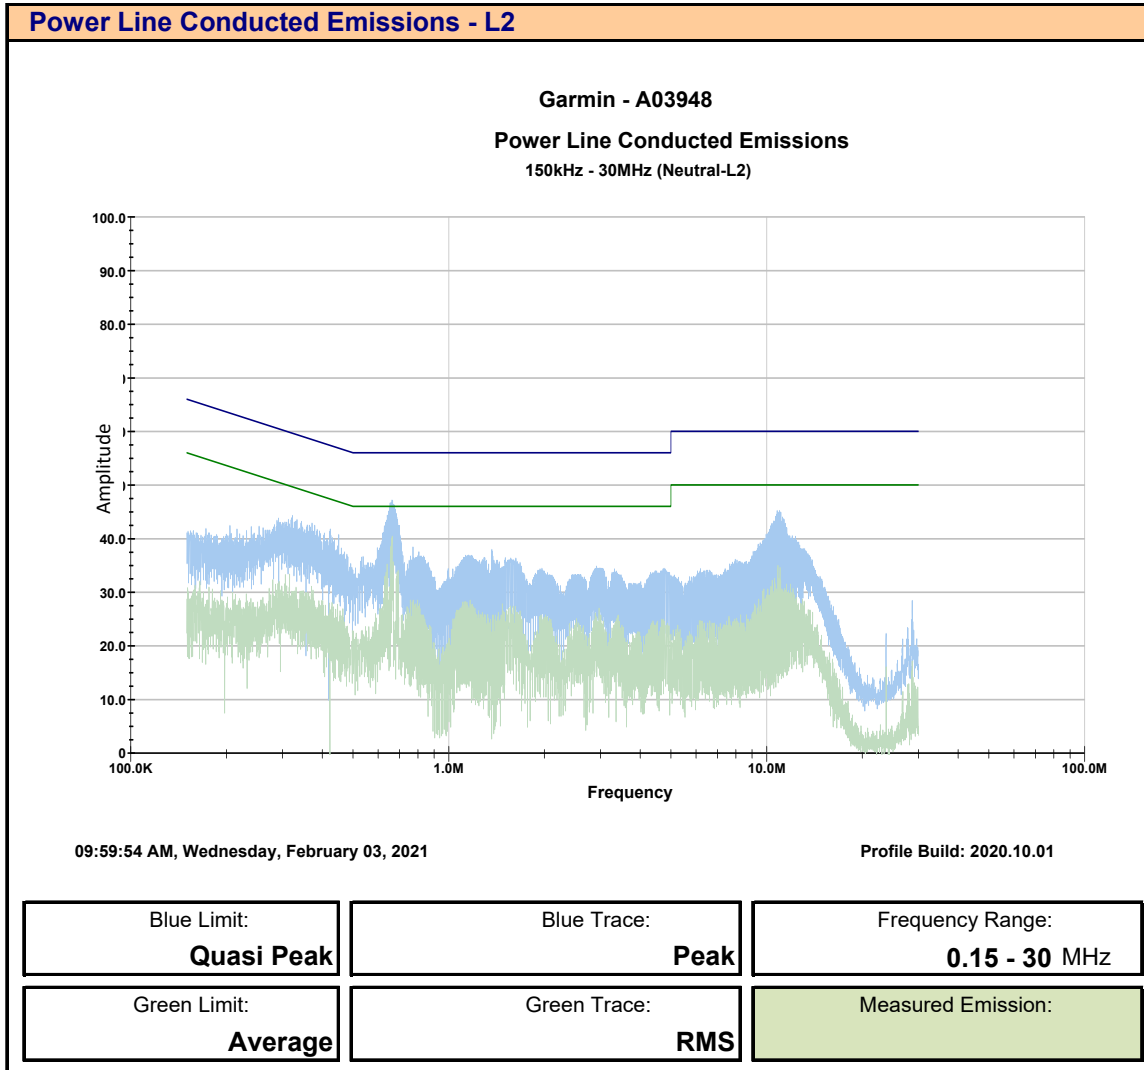 Power Line Conducted Emissions - L2
Garmin - A03948
Power Line Conducted Emissions
150kHz - 30MHz (Neutral-L2)
100.0
90.0
80.0
40.0
30.0
20.0
10.0
0
Amplitude
100.0K 1.0M 10.0M 100.0M
Frequency
09:59:54 AM, Wednesday, February 03, 2021 Profile Build: 2020.10.01
Blue Limit: Blue Trace: Frequency Range:
Quasi Peak Peak 0.15 - 30 MHz
Green Limit: Green Trace: Measured Emission:
Average RMS